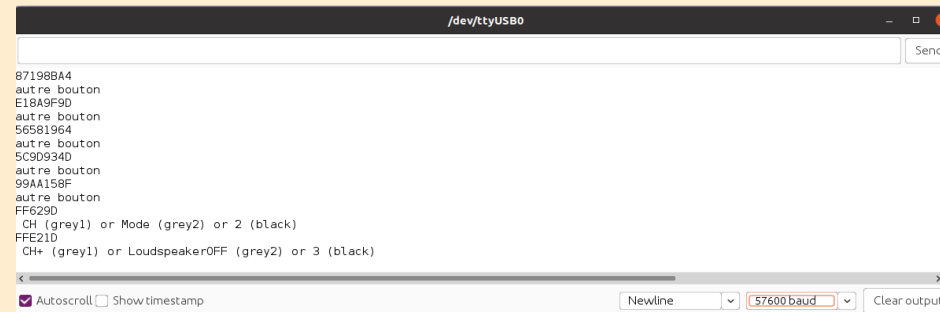 /dev/ttyUSB0
Send
87198BA4
autre bouton
E18A9F9D
autre bouton
56581964
autre bouton
5C9D934D
autre bouton
99AA158F
autre bouton
FF629D
CH (grey1) or Mode (grey2) or 2 (black)
FFE21D
CH+ (grey1) or LoudspeakerOFF (grey2) or 3 (black)
Autoscroll Show timestamp Newline 57600 baud Clear output